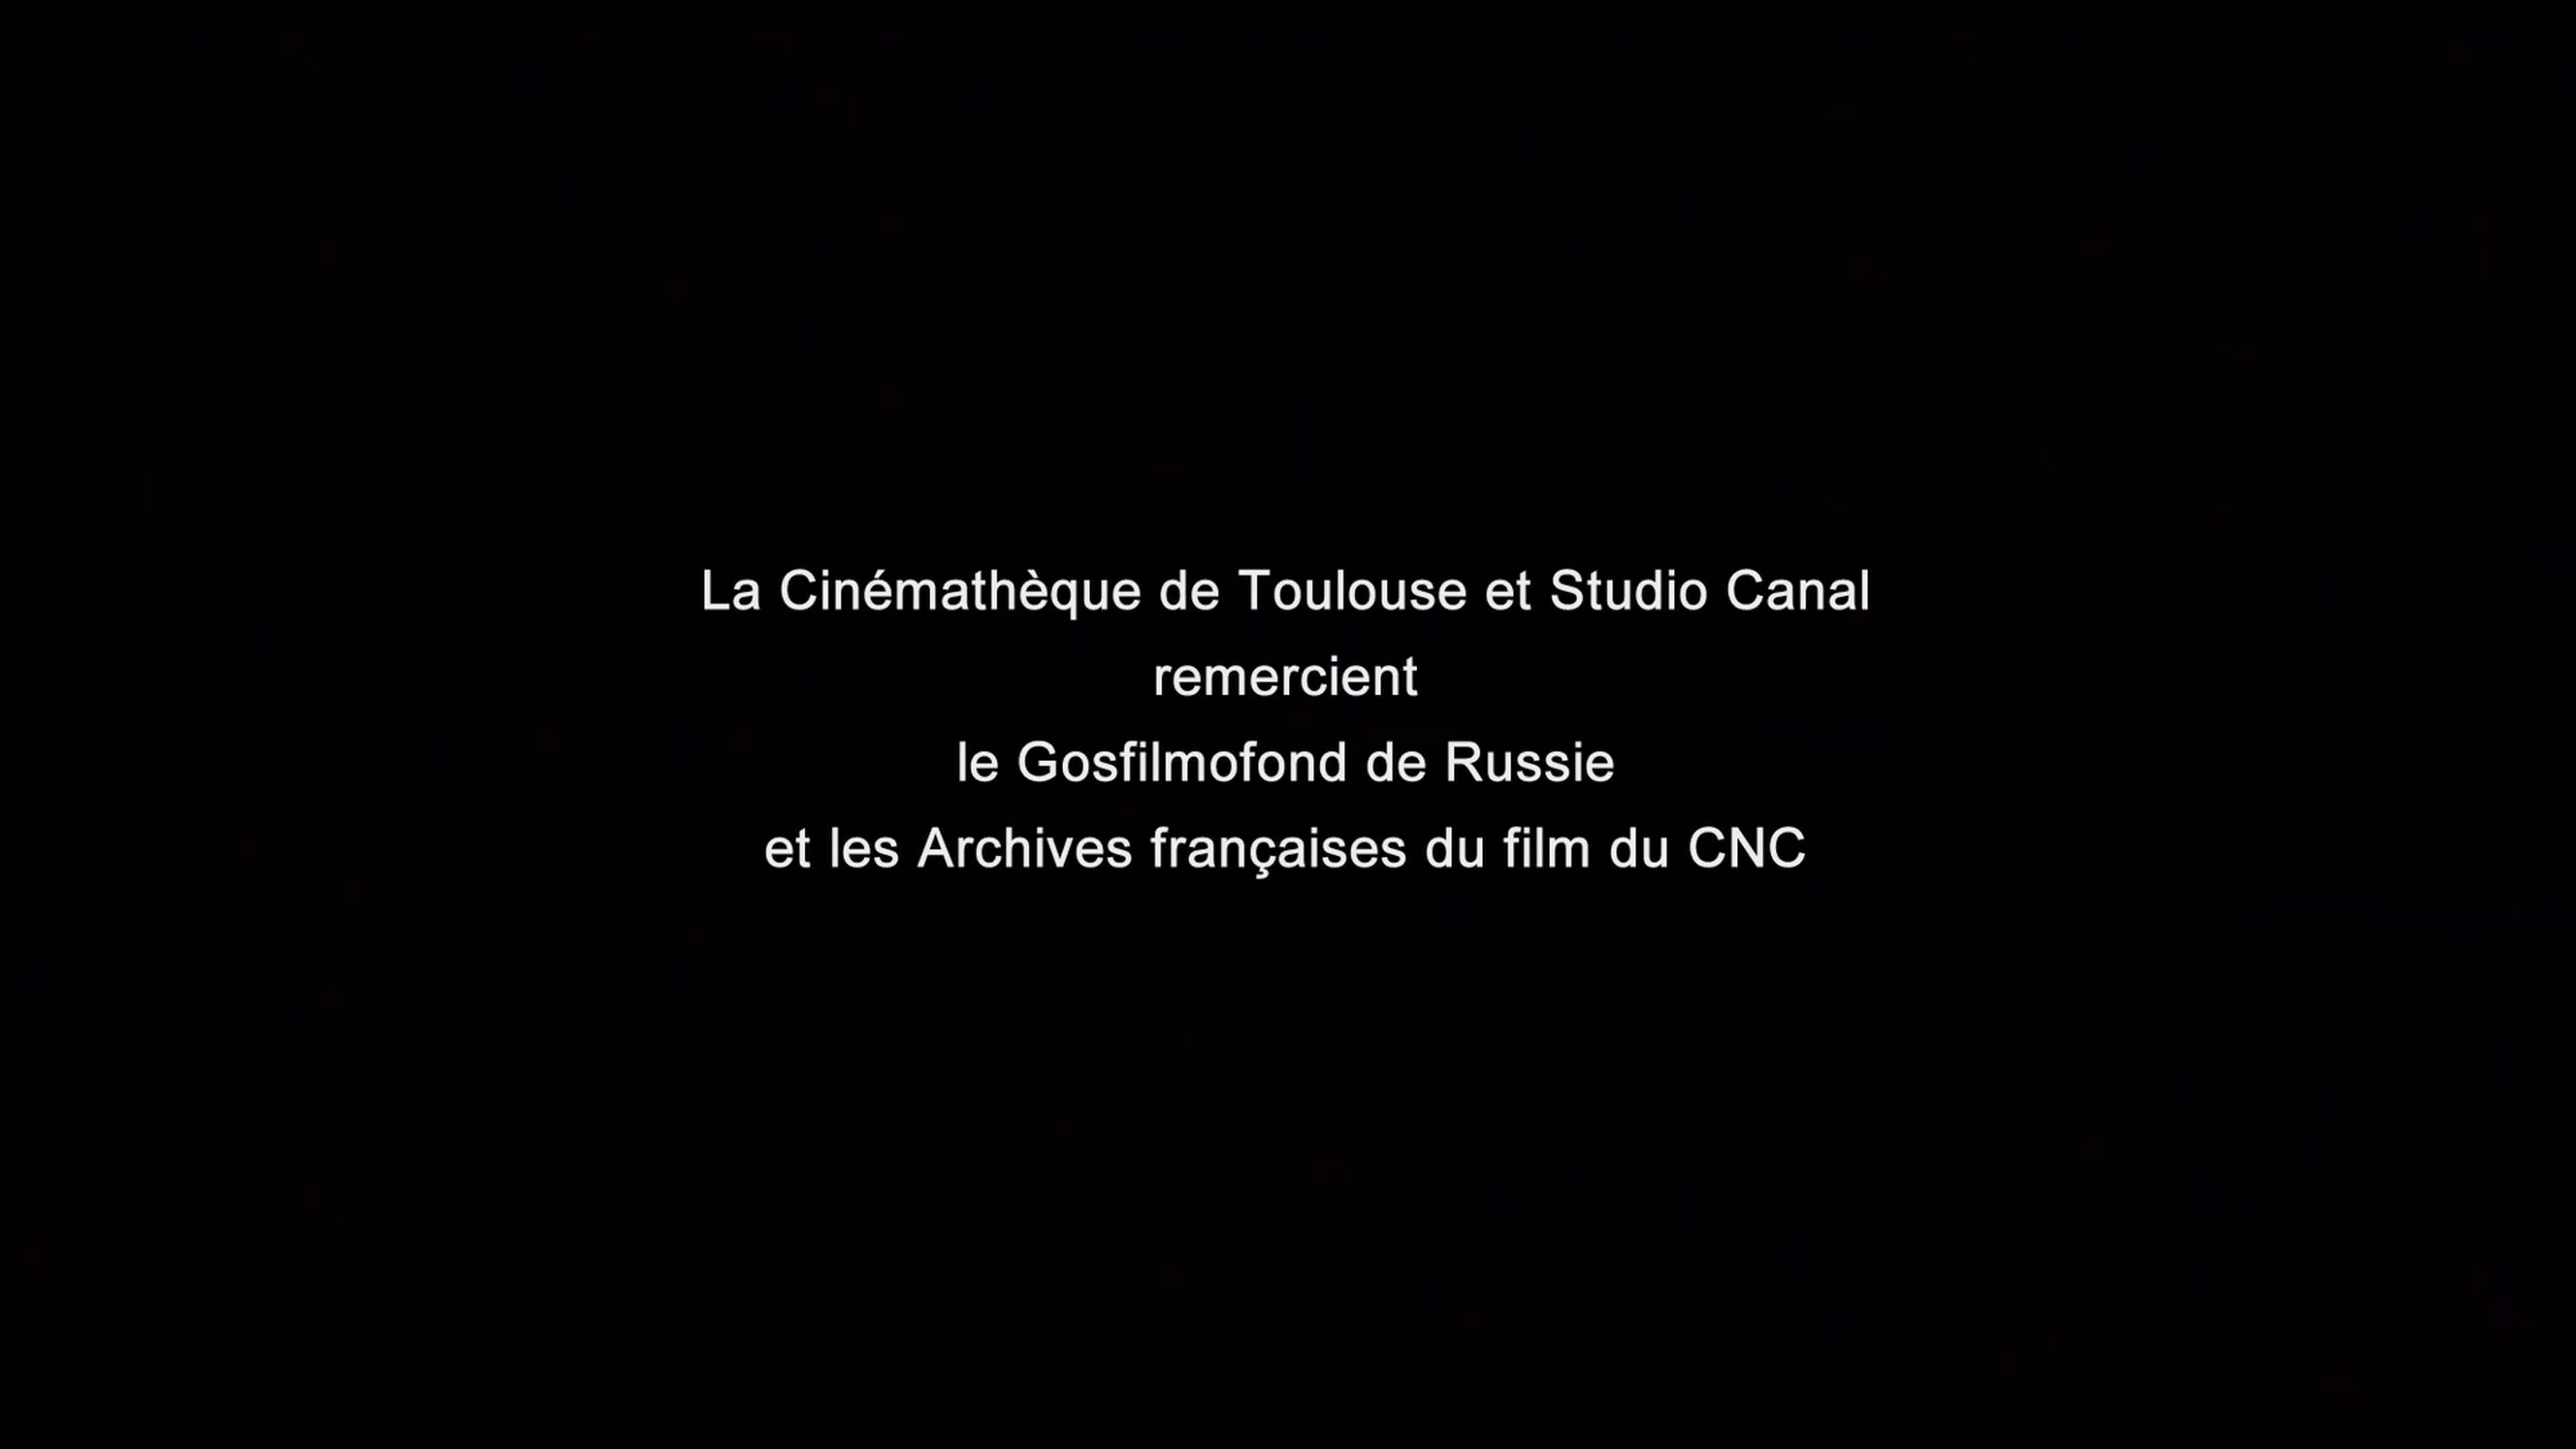 La Cinémathèque de Toulouse et Studio Canal
remercient
le Gosfilmofond de Russie
et les Archives françaises du film du CNC